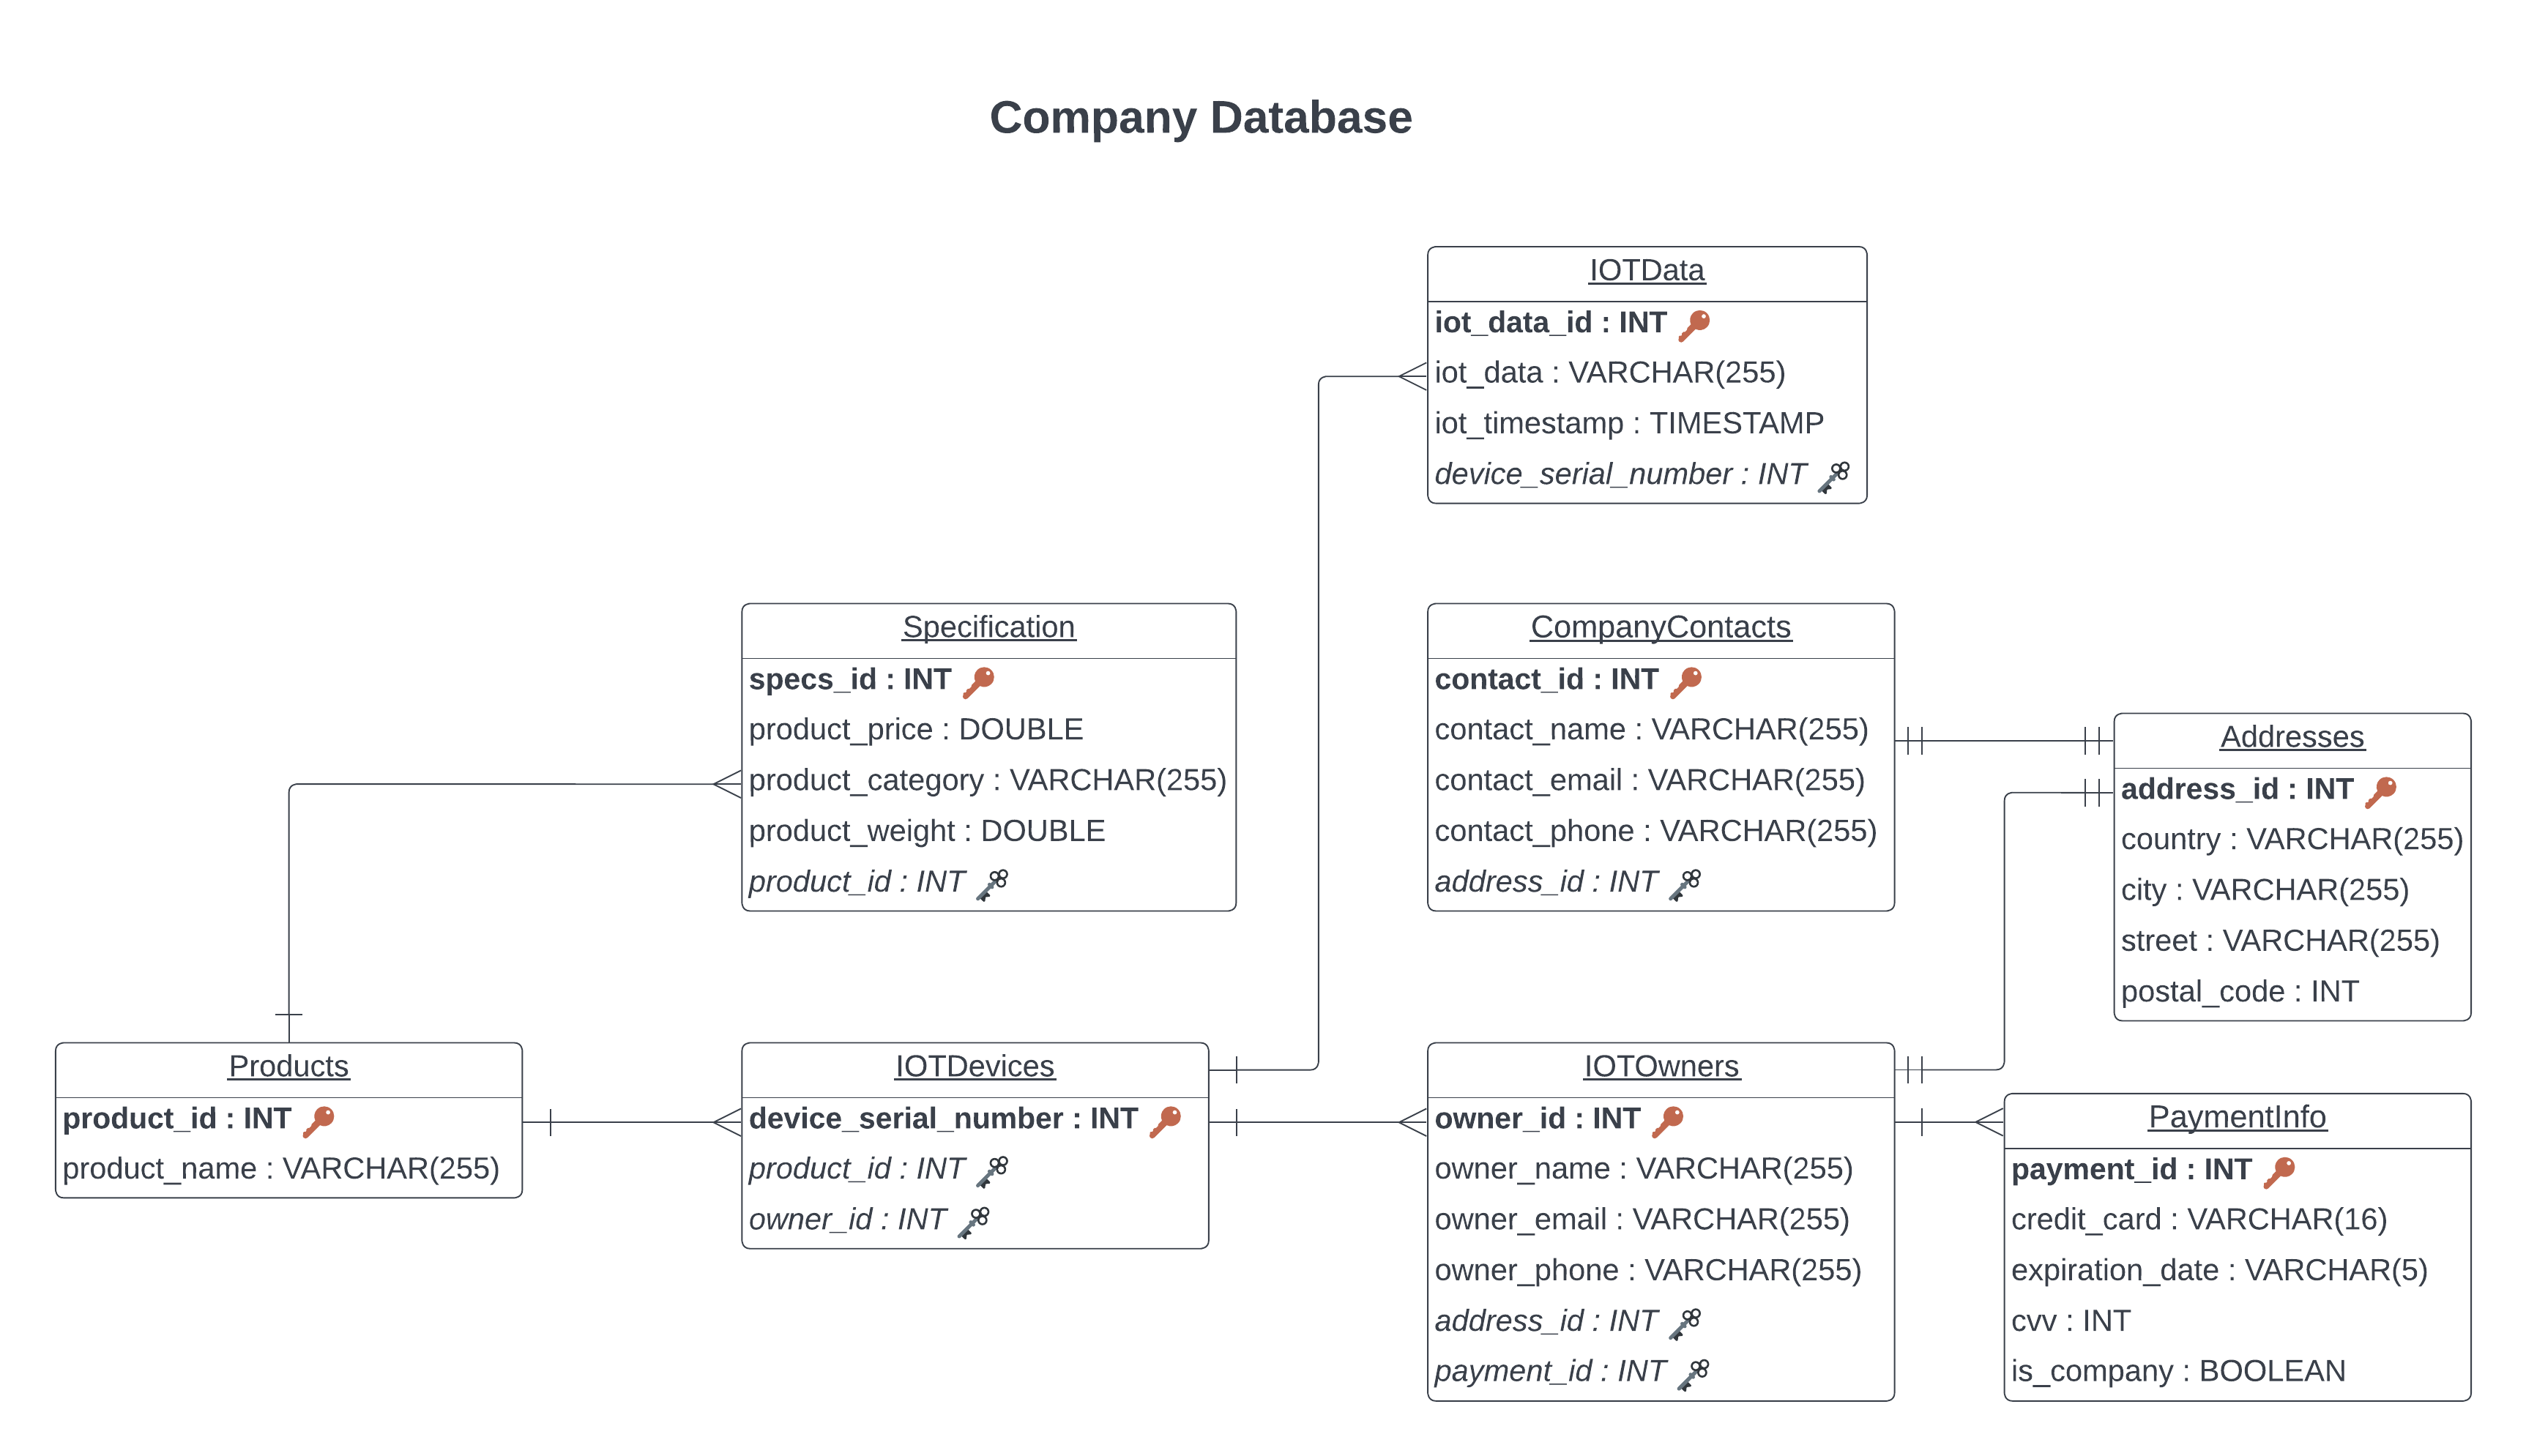 Company Database
IOTData
iot_data_id : INT
iot_data : VARCHAR(255)
iot_timestamp : TIMESTAMP
device_serial_number : INT
Specification
specs_id : INT
product_price : DOUBLE
product_category : VARCHAR(255)
product_weight : DOUBLE
product_id : INT
CompanyContacts
contact_id : INT
contact_name : VARCHAR(255)
contact_email : VARCHAR(255)
contact_phone : VARCHAR(255)
address_id : INT
Addresses
address_id : INT
country : VARCHAR(255)
city : VARCHAR(255)
street : VARCHAR(255)
postal_code : INT
Products
product_id : INT
product_name : VARCHAR(255)
IOTDevices
device_serial_number : INT
product_id : INT
owner_id : INT
IOTOwners
owner_id : INT
owner_name : VARCHAR(255)
owner_email : VARCHAR(255)
owner_phone : VARCHAR(255)
address_id : INT
payment_id : INT
PaymentInfo
payment_id : INT
credit_card : VARCHAR(16)
expiration_date : VARCHAR(5)
cvv : INT
is_company : BOOLEAN